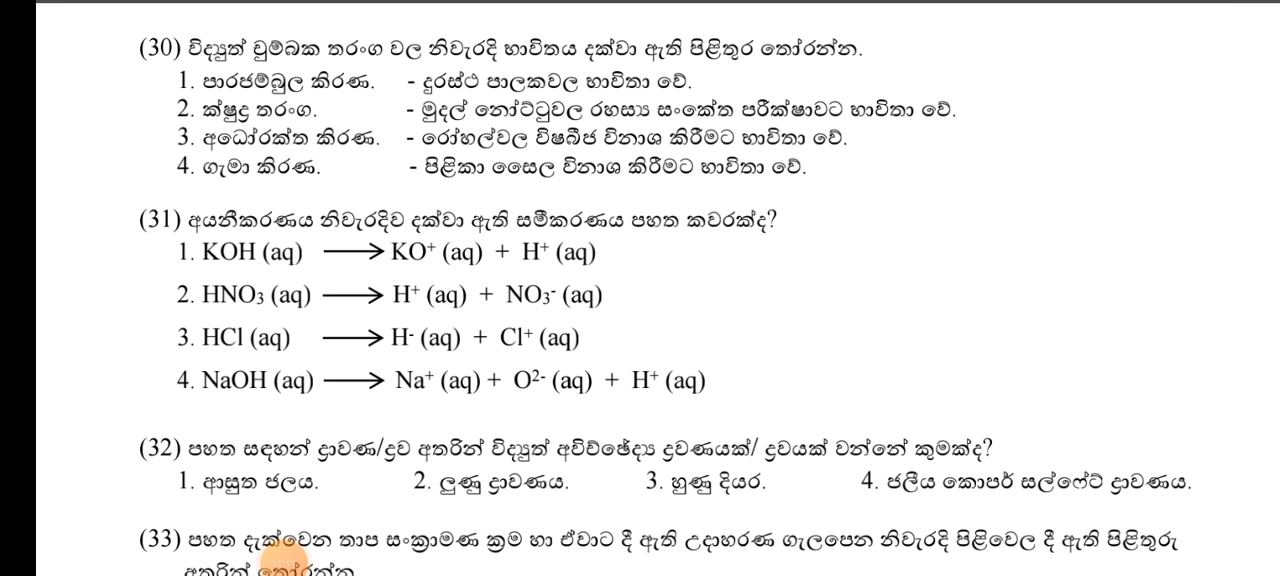 (30) විද්‍යුත් චුම්බක තරංග වල නිවැරදි භාවිතය දක්වා ඇති පිළිතුර තෝරන්න.
1. පාරජම්බුල කිරණ. - දුරස්ථ පාලකවල භාවිතා වේ.
2. ක්ෂුද්‍ර තරංග. - මුදල් නෝට්ටුවල රහස්‍ය සංකේත පරීක්ෂාවට භාවිතා වේ.
3. අධෝරක්ත කිරණ. - රෝහල්වල විෂබීජ විනාශ කිරීමට භාවිතා වේ.
4. ගැමා කිරණ. - පිළිකා සෛල විනාශ කිරීමට භාවිතා වේ.
(31) අයනීකරණය නිවැරදිව දක්වා ඇති සමීකරණය පහත කවරක්ද?
1. KOH (aq) ⟶ KO⁺ (aq) + H⁺ (aq)
2. HNO₃ (aq) ⟶ H⁺ (aq) + NO₃⁻ (aq)
3. HCl (aq) ⟶ H⁻ (aq) + Cl⁺ (aq)
4. NaOH (aq) ⟶ Na⁺ (aq) + O²⁻ (aq) + H⁺ (aq)
(32) පහත සඳහන් ද්‍රාවණ/ද්‍රව අතරින් විද්‍යුත් අවිච්ඡේද්‍ය ද්‍රවණයක්/ ද්‍රවයක් වන්නේ කුමක්ද?
1. ආසුත ජලය. 2. ලුණු ද්‍රාවණය. 3. හුණු දියර. 4. ජලීය කොපර් සල්ෆේට් ද්‍රාවණය.
(33) පහත දැක්වෙන තාප සංක්‍රාමණ ක්‍රම හා ඒවාට දී ඇති උදාහරණ ගැලපෙන නිවැරදි පිළිවෙල දී ඇති පිළිතුරු
අතරින් තෝරන්න